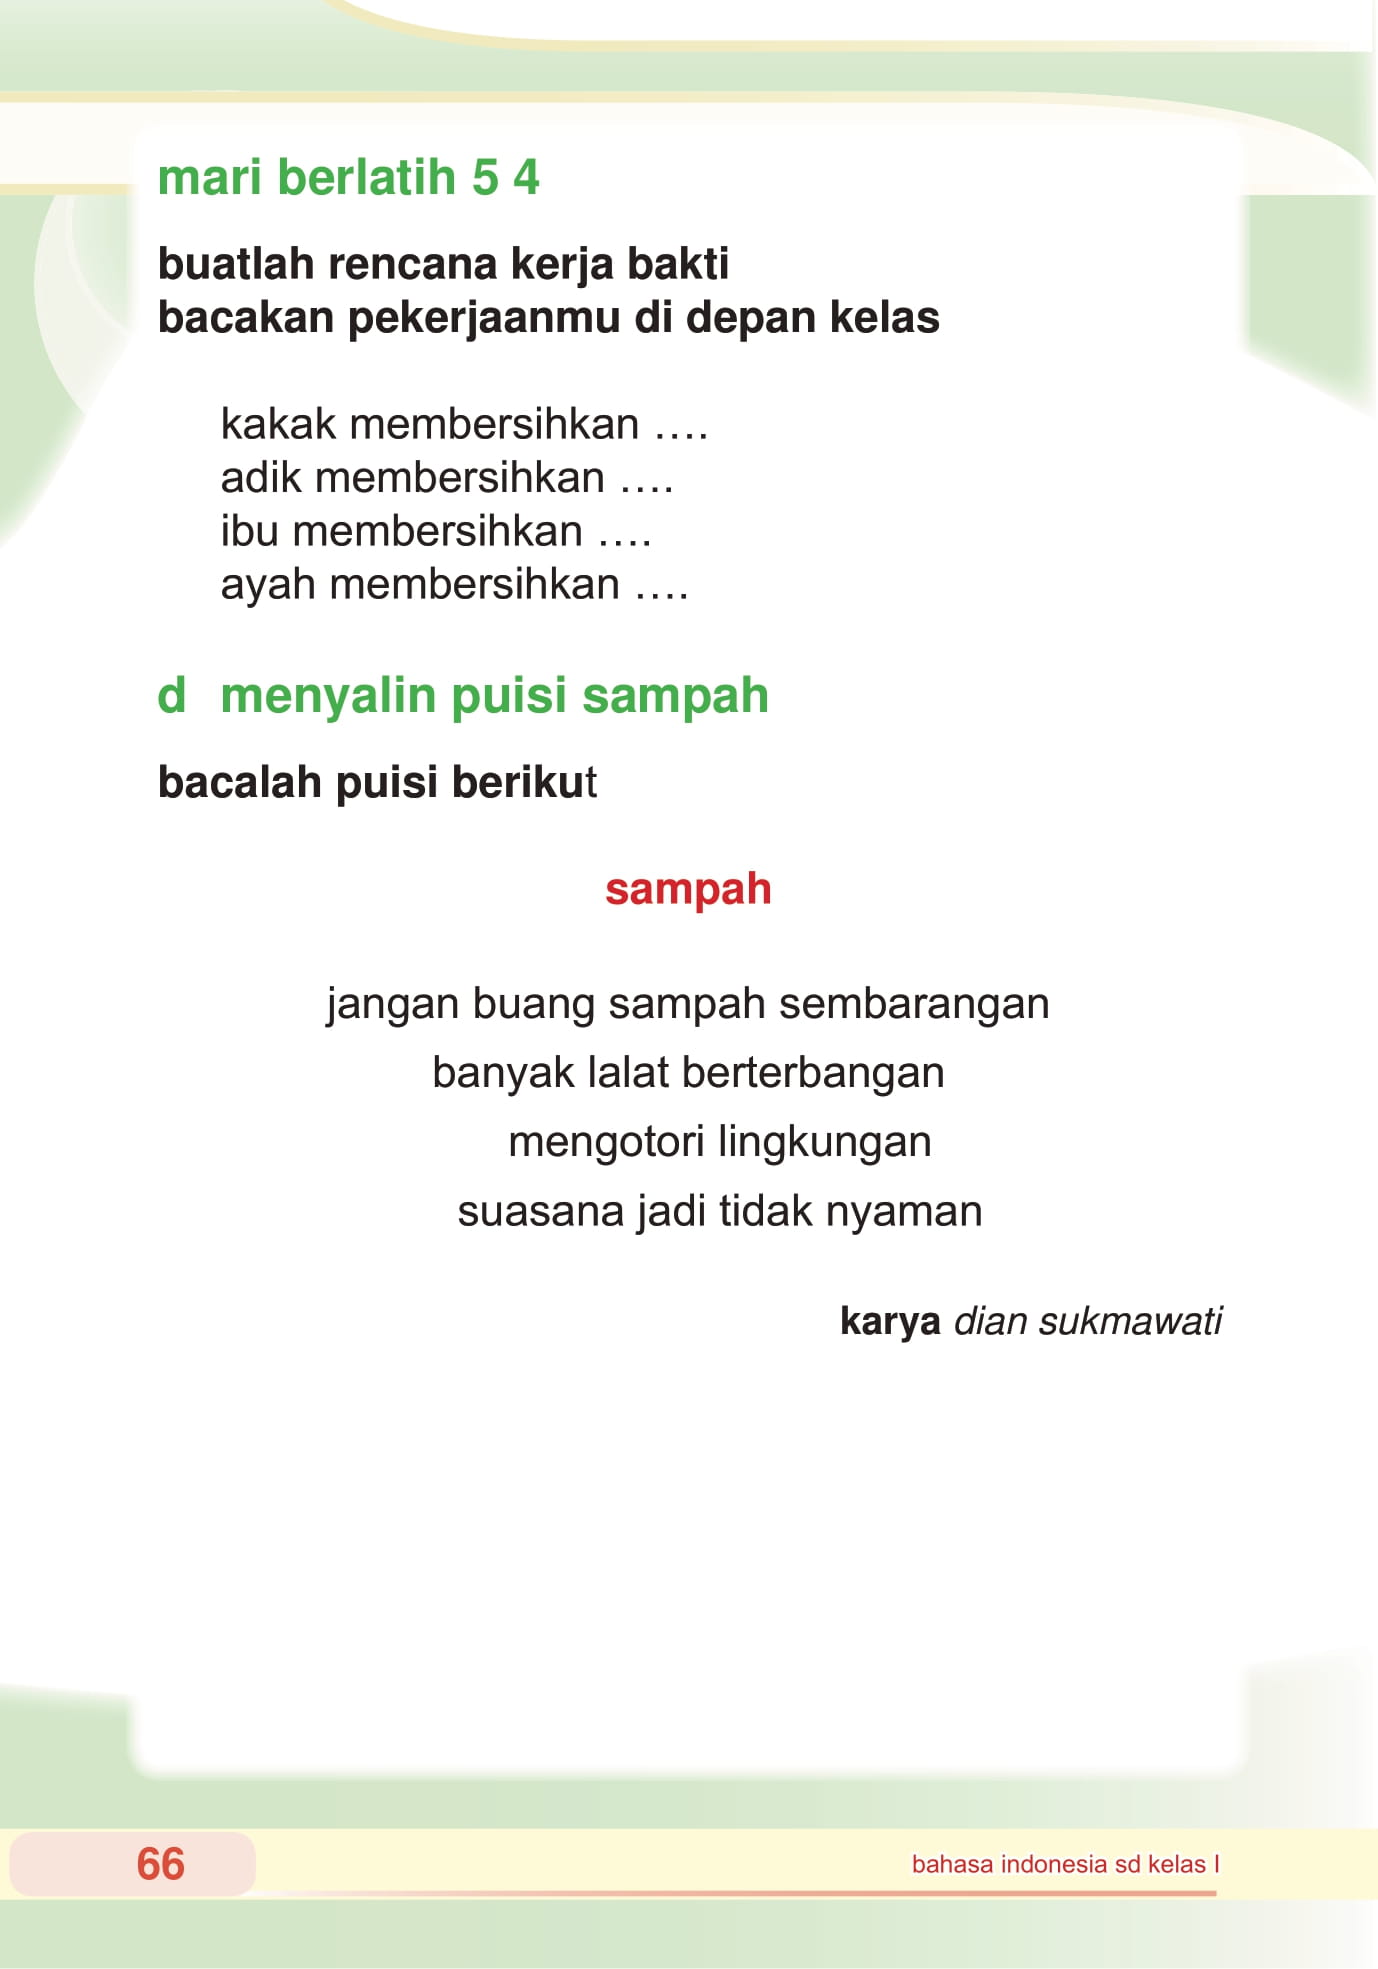 mari berlatih 5 4
buatlah rencana kerja bakti
bacakan pekerjaanmu di depan kelas
kakak membersihkan ….
adik membersihkan ….
ibu membersihkan ….
ayah membersihkan ….
d menyalin puisi sampah
bacalah puisi berikut
sampah
jangan buang sampah sembarangan
banyak lalat berterbangan
mengotori lingkungan
suasana jadi tidak nyaman
karya dian sukmawati
66
bahasa indonesia sd kelas I